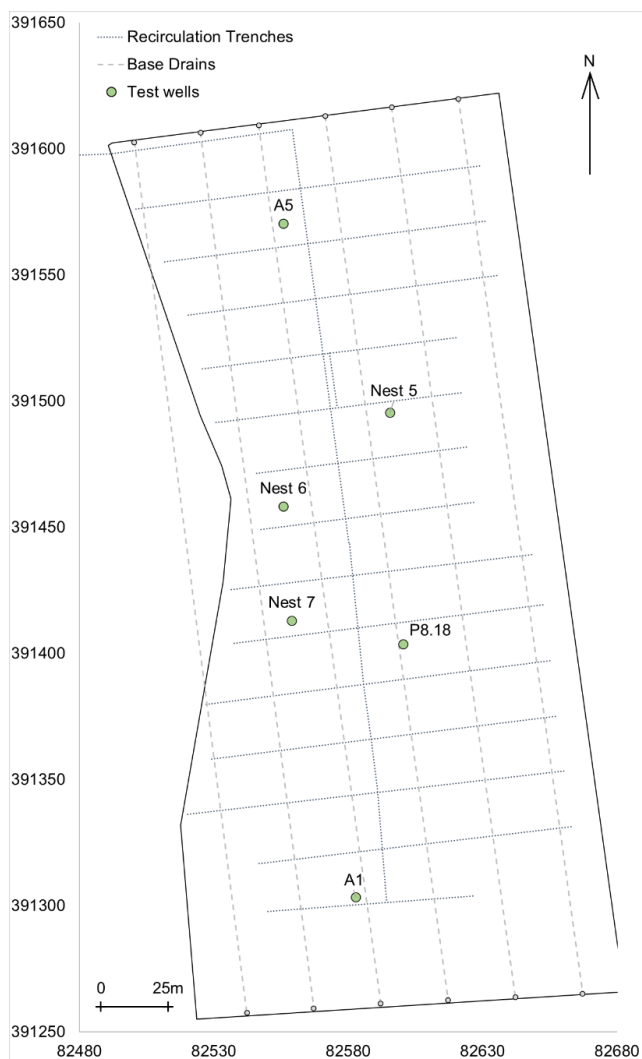 391650
Recirculation Trenches
Base Drains
Test wells
N
391600
A5
391550
Nest 5
391500
Nest 6
391450
Nest 7
P8.18
391400
391350
A1
391300
0 25m
391250
82480 82530 82580 82630 82680